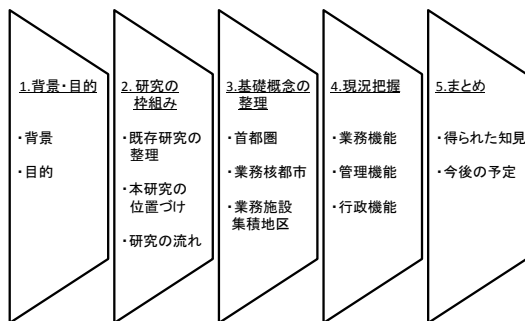 1.背景・目的
・背景
・目的
2.研究の
枠組み
・既存研究の
整理
・本研究の
位置づけ
・研究の流れ
3.基礎概念の
整理
・首都圏
・業務核都市
・業務施設
集積地区
4.現況把握
・業務機能
・管理機能
・行政機能
5.まとめ
・得られた知見
・今後の予定